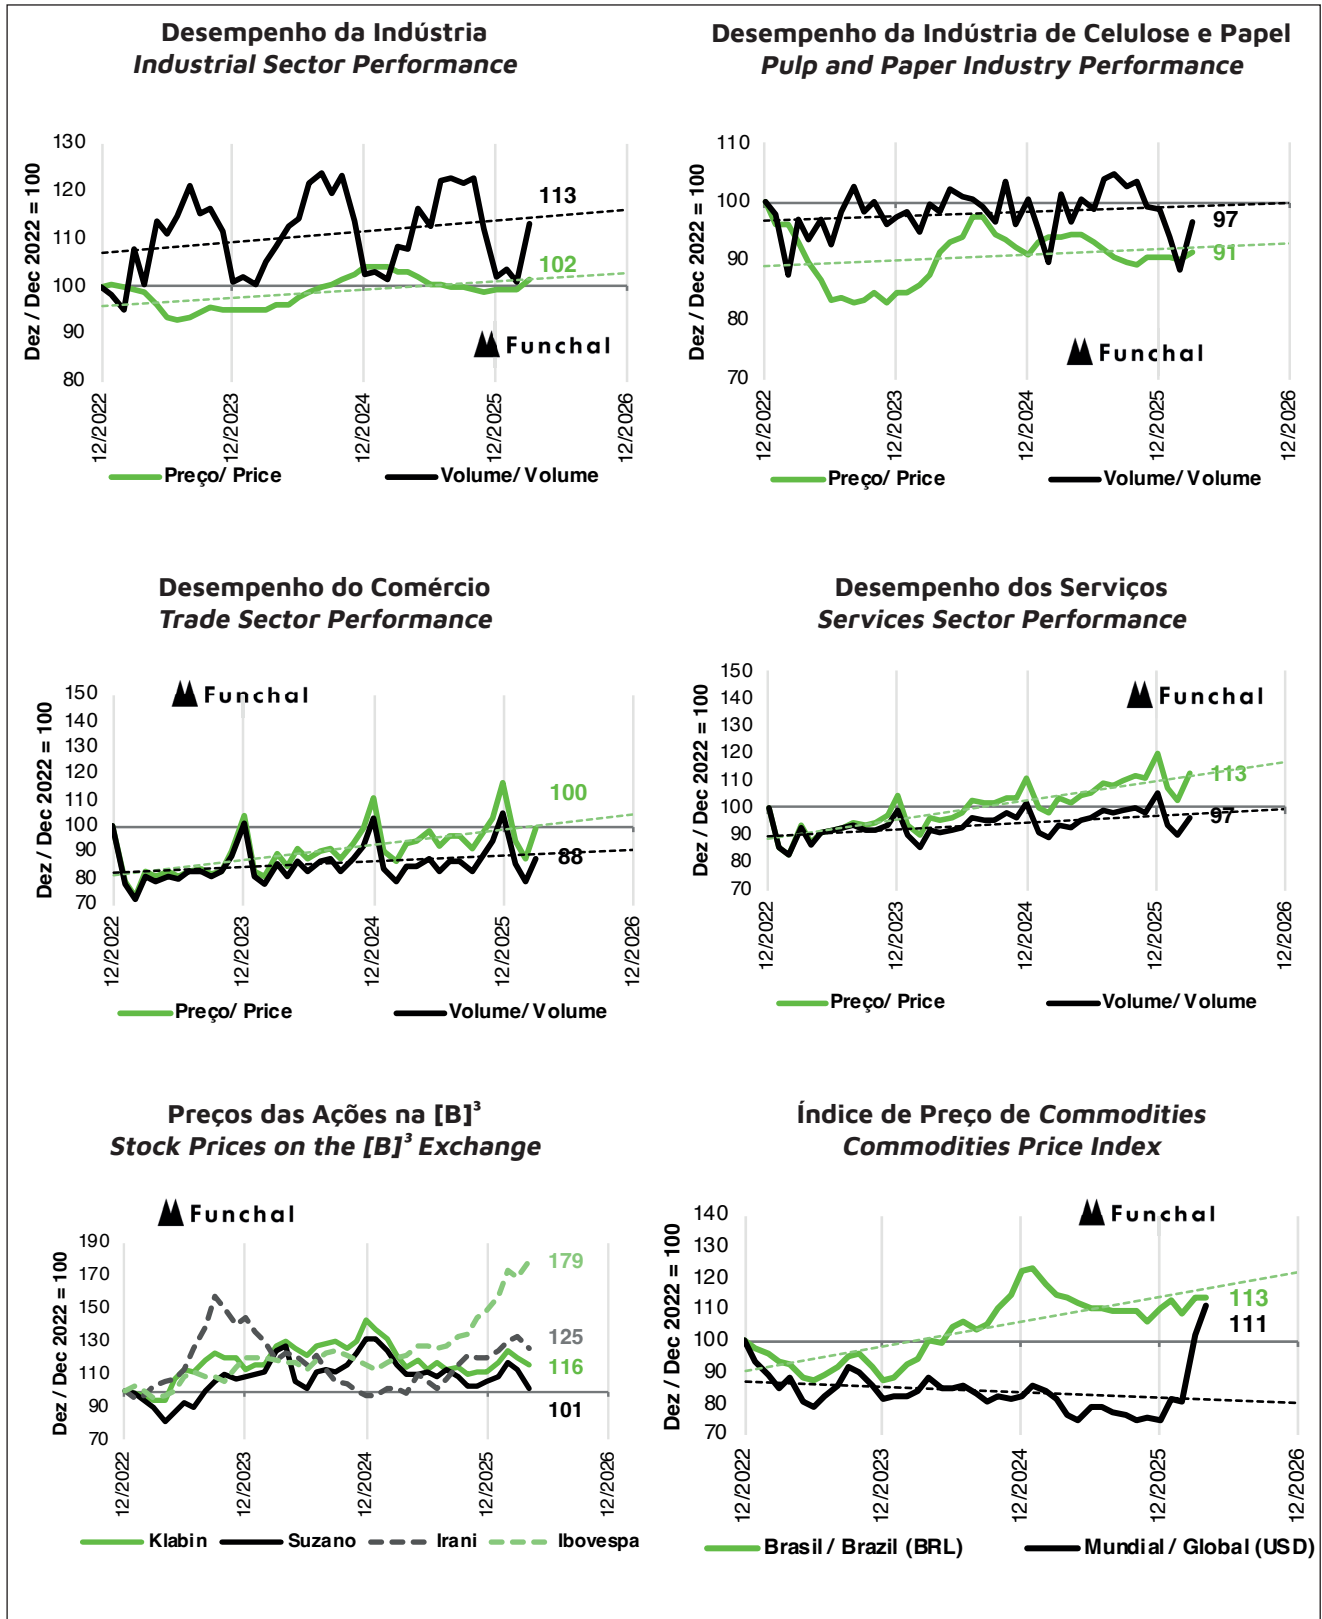 Desempenho da Indústria
Industrial Sector Performance
Dez / Dec 2022 = 100
130
120
110
100
90
80
113
102
Funchal
12/2022
12/2023
12/2024
12/2025
12/2026
Preço/ Price
Volume/ Volume
Desempenho da Indústria de Celulose e Papel
Pulp and Paper Industry Performance
Dez / Dec 2022 = 100
110
100
90
80
70
97
91
Funchal
12/2022
12/2023
12/2024
12/2025
12/2026
Preço/ Price
Volume/ Volume
Desempenho do Comércio
Trade Sector Performance
Funchal
Dez / Dec 2022 = 100
150
140
130
120
110
100
90
80
70
100
88
12/2022
12/2023
12/2024
12/2025
12/2026
Preço/ Price
Volume/ Volume
Desempenho dos Serviços
Services Sector Performance
Funchal
Dez / Dec 2022 = 100
150
140
130
120
110
100
90
80
70
113
97
12/2022
12/2023
12/2024
12/2025
12/2026
Preço/ Price
Volume/ Volume
Preços das Ações na [B]³
Stock Prices on the [B]³ Exchange
Funchal
Dez / Dec 2022 = 100
190
170
150
130
110
90
70
179
125
116
101
12/2022
12/2023
12/2024
12/2025
12/2026
Klabin
Suzano
Irani
Ibovespa
Índice de Preço de Commodities
Commodities Price Index
Funchal
Dez / Dec 2022 = 100
140
130
120
110
100
90
80
70
113
111
12/2022
12/2023
12/2024
12/2025
12/2026
Brasil / Brazil (BRL)
Mundial / Global (USD)